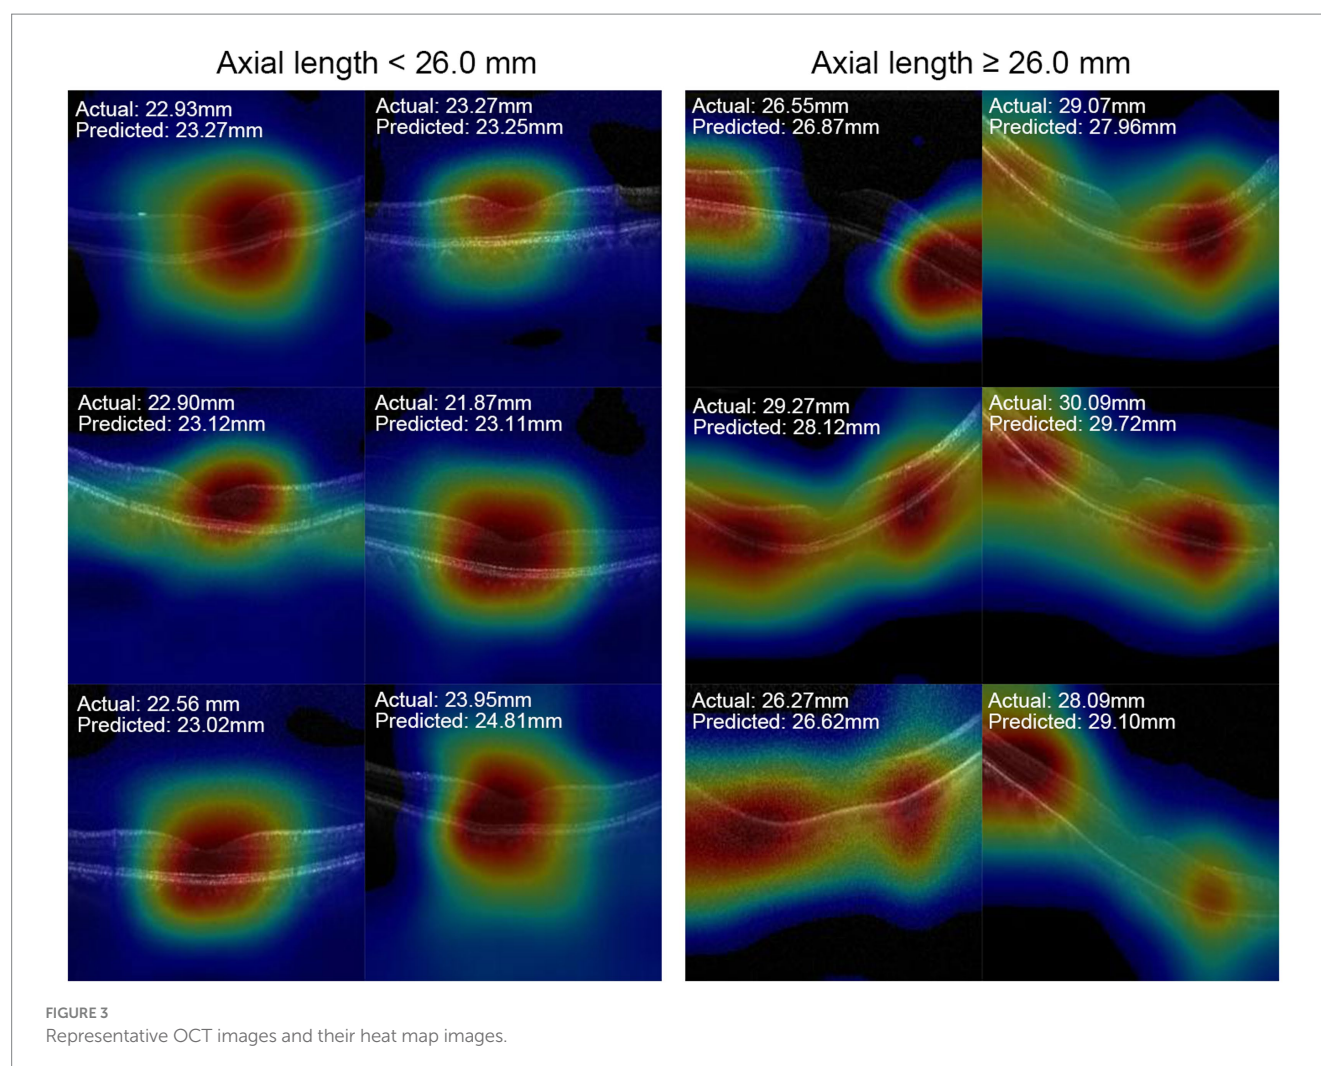 Axial length < 26.0 mm
Axial length ≥ 26.0 mm
Actual: 22.93mm
Predicted: 23.27mm
Actual: 23.27mm
Predicted: 23.25mm
Actual: 26.55mm
Predicted: 26.87mm
Actual: 29.07mm
Predicted: 27.96mm
Actual: 22.90mm
Predicted: 23.12mm
Actual: 21.87mm
Predicted: 23.11mm
Actual: 29.27mm
Predicted: 28.12mm
Actual: 30.09mm
Predicted: 29.72mm
Actual: 22.56 mm
Predicted: 23.02mm
Actual: 23.95mm
Predicted: 24.81mm
Actual: 26.27mm
Predicted: 26.62mm
Actual: 28.09mm
Predicted: 29.10mm
FIGURE 3
Representative OCT images and their heat map images.